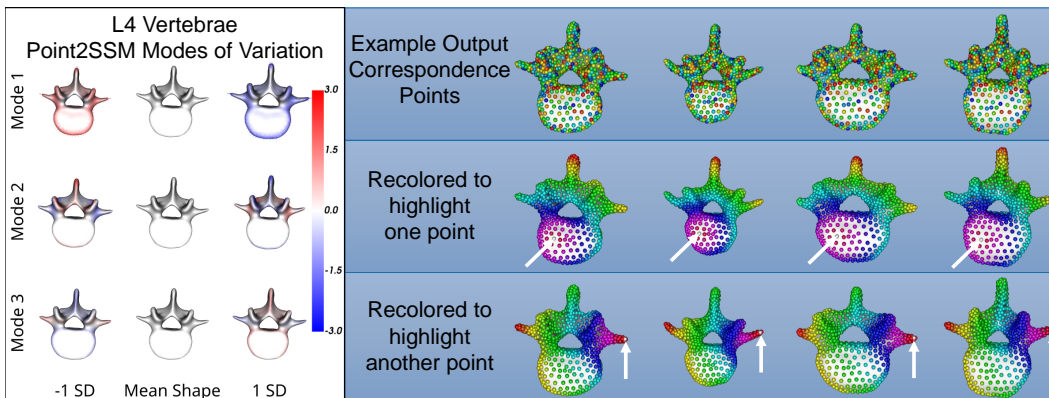 L4 Vertebrae
Point2SSM Modes of Variation
Mode 1
Mode 2
Mode 3
-1 SD
Mean Shape
1 SD
3.0
1.5
0.0
-1.5
-3.0
Example Output
Correspondence
Points
Recolored to
highlight
one point
Recolored to
highlight
another point